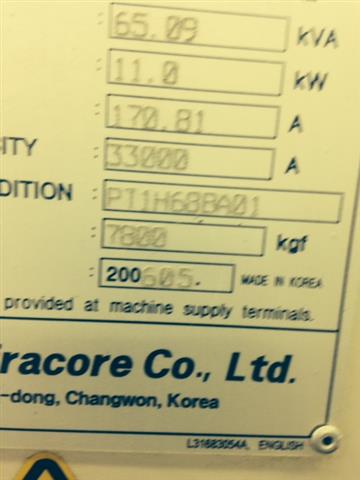 : 65.09 kVA
: 11.0 kW
: 170.81 A
ITY : 33000 A
DITION : PT1H68BA01
: 7800 kgf
: 200605. MADE IN KOREA
provided at machine supply terminals.
racore Co., Ltd.
-dong, Changwon, Korea
L31683054A, ENGLISH